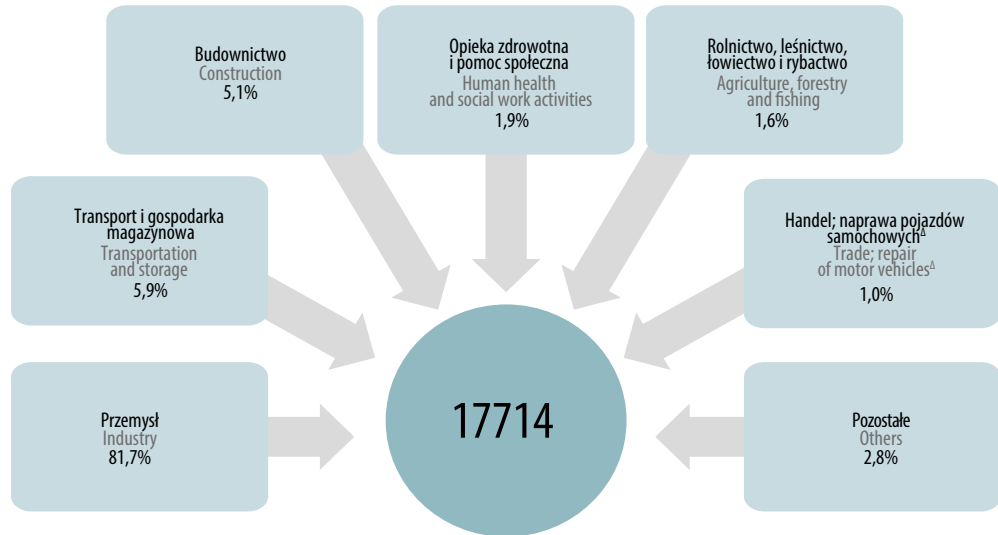 Budownictwo
Construction
5,1%
Opieka zdrowotna
i pomoc społeczna
Human health
and social work activities
1,9%
Rolnictwo, leśnictwo,
łowiectwo i rybactwo
Agriculture, forestry
and fishing
1,6%
Transport i gospodarka
magazynowa
Transportation
and storage
5,9%
Handel; naprawa pojazdów
samochowychΔ
Trade; repair
of motor vehiclesΔ
1,0%
Przemysł
Industry
81,7%
17714
Pozostałe
Others
2,8%